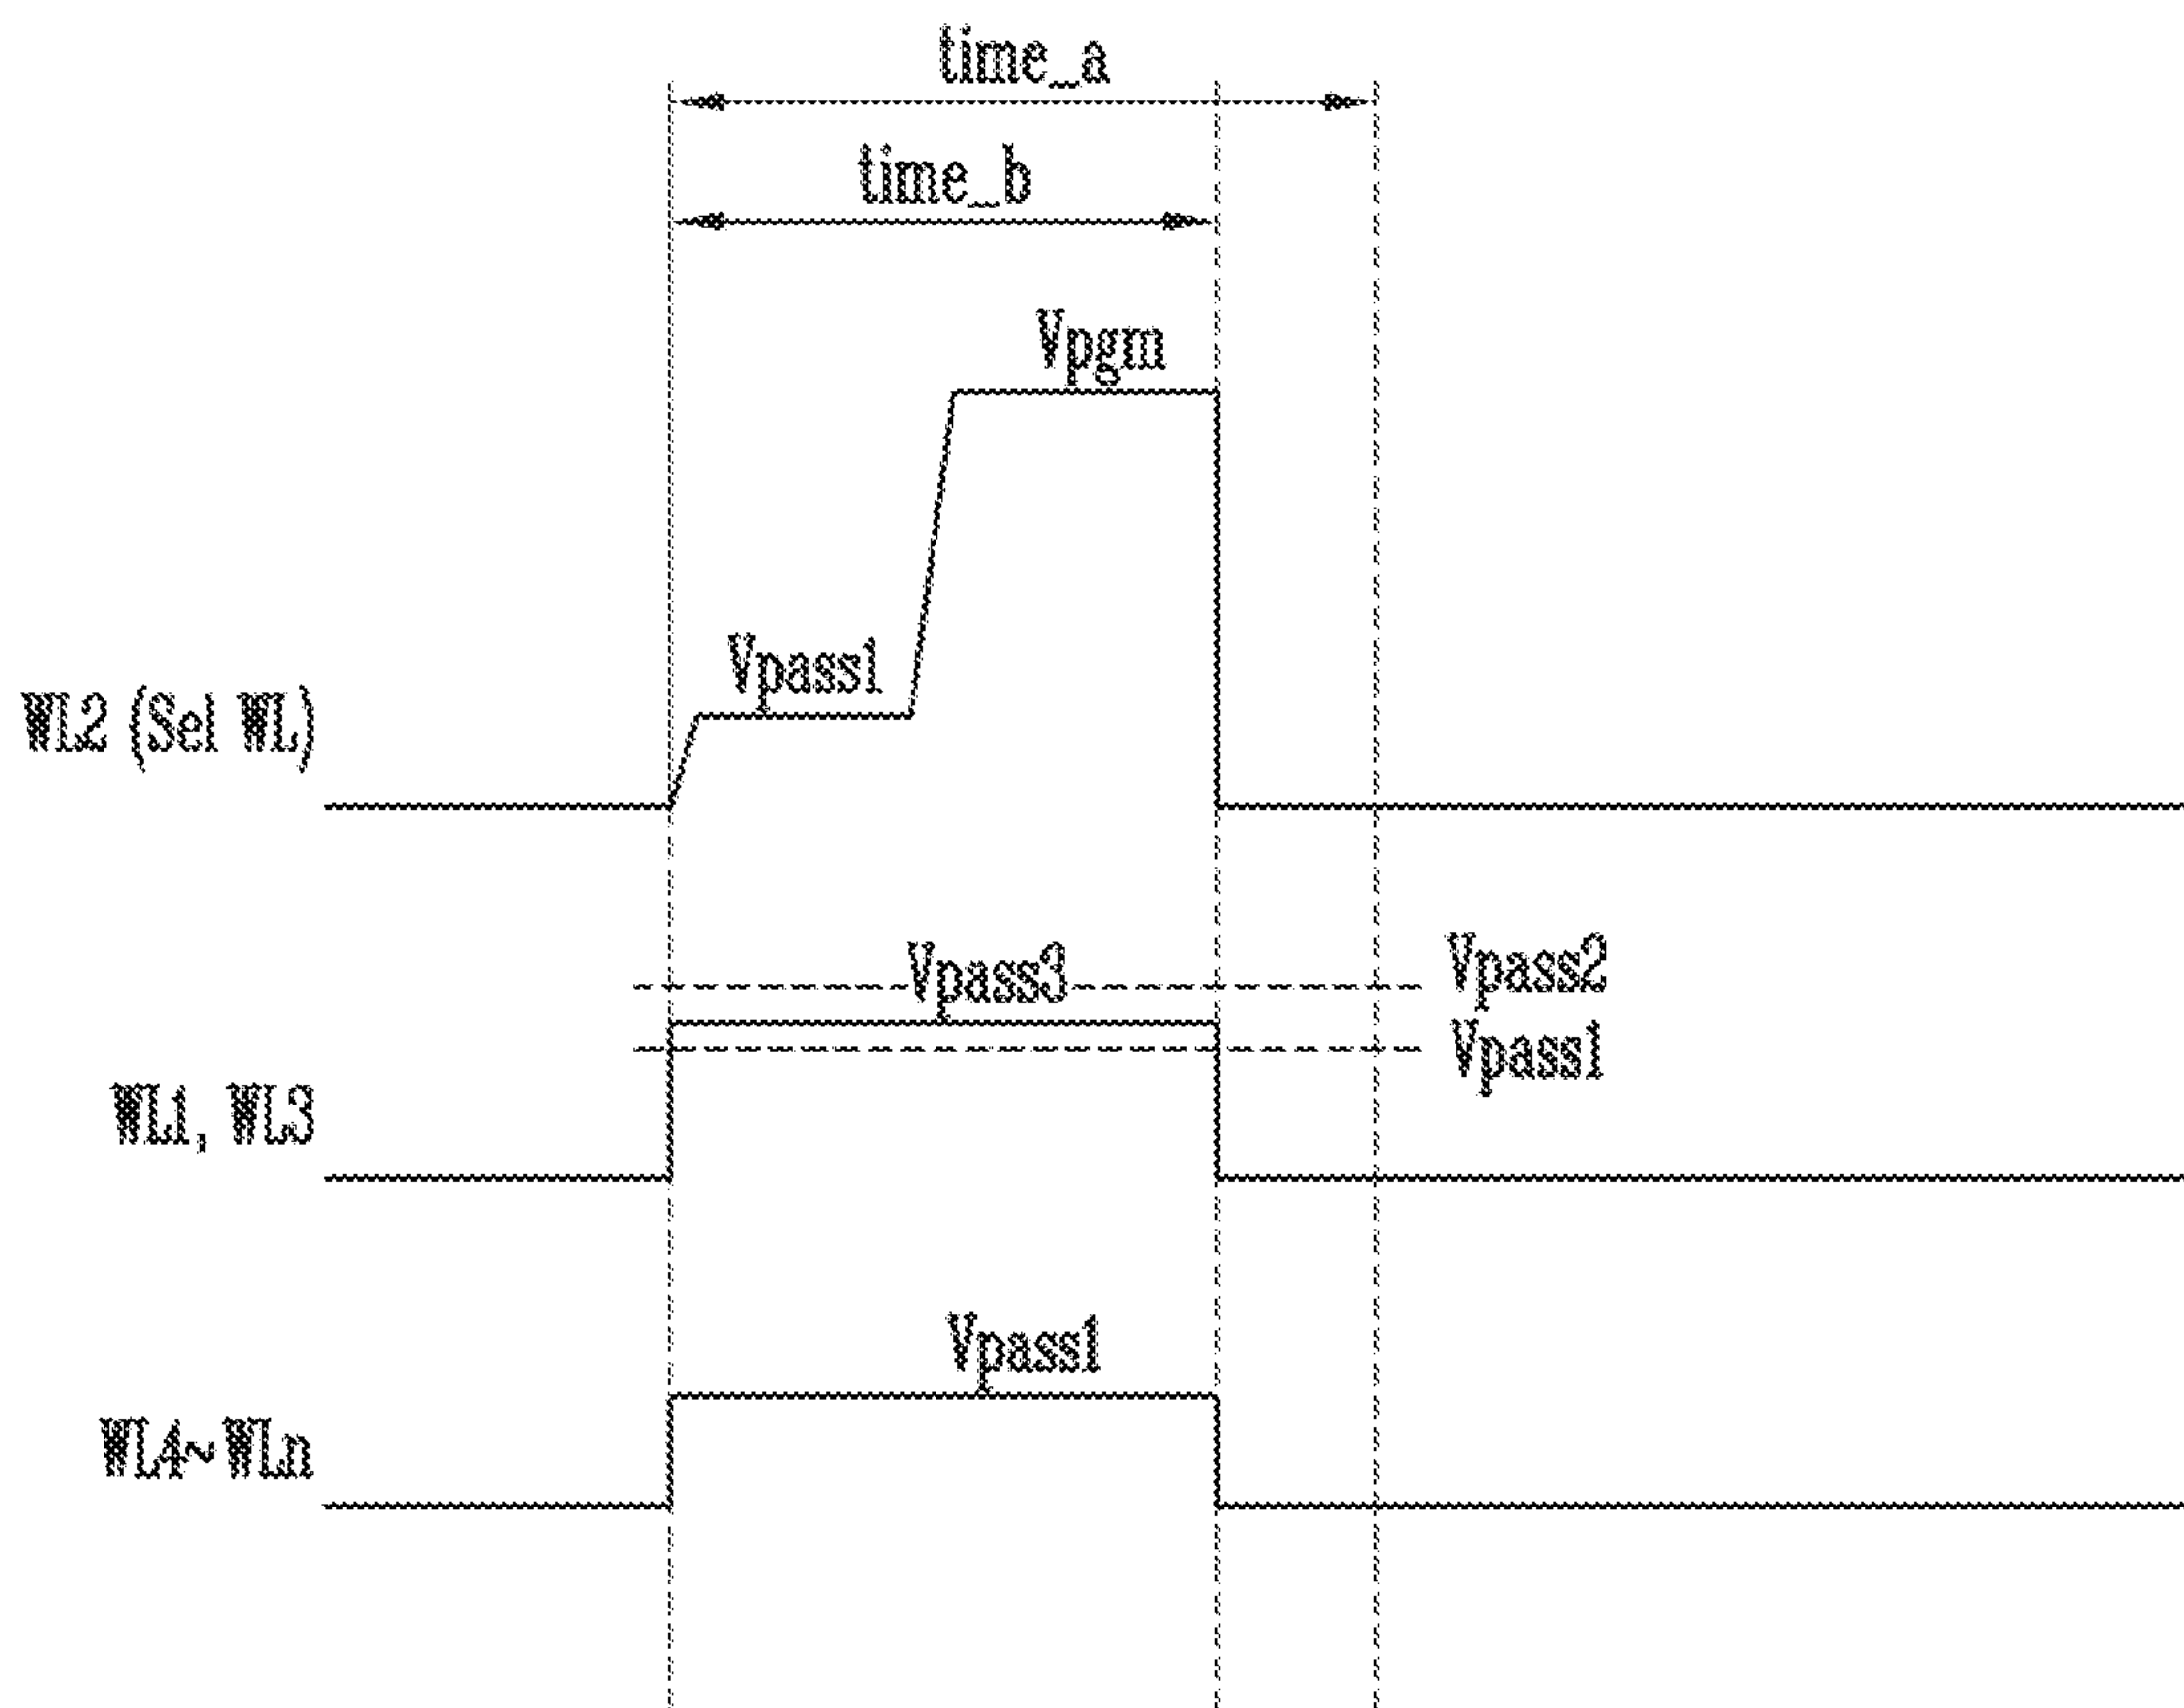 time_a
time_b
Vpgm
Vpass1
WL2 (Sel WL)
Vpass3
Vpass2
Vpass1
WL1, WL3
Vpass1
WL4~WLn